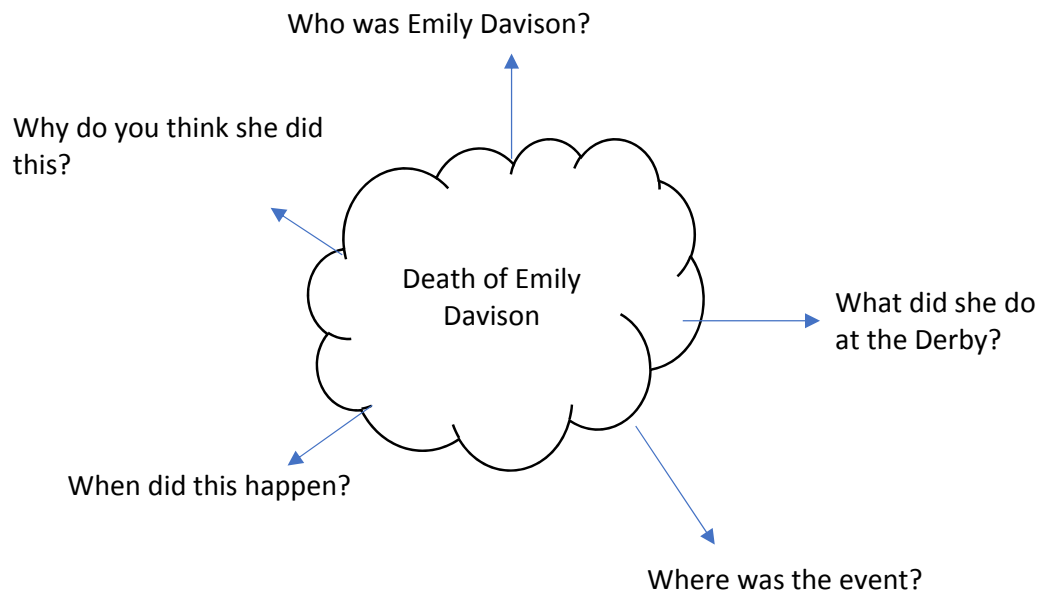 Who was Emily Davison?
Why do you think she did
this?
Death of Emily
Davison
What did she do
at the Derby?
When did this happen?
Where was the event?